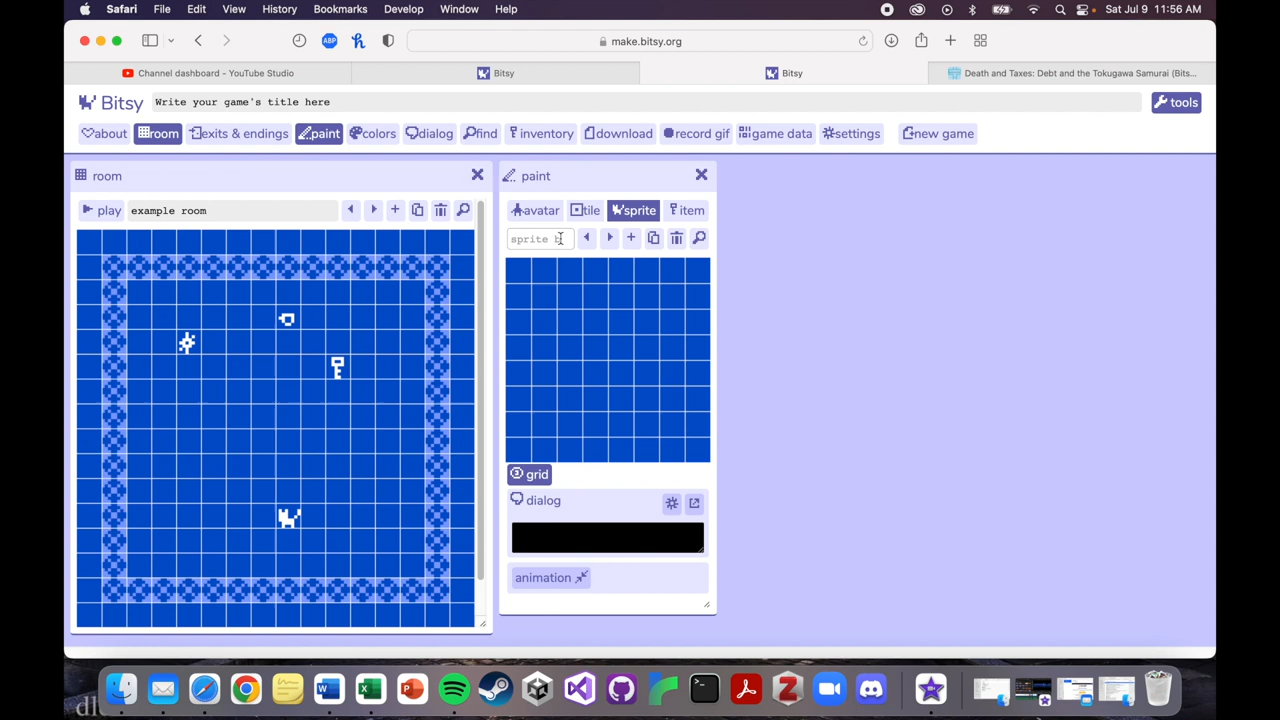 Safari File Edit View History Bookmarks Develop Window Help Sat Jul 9 11:56 AM
ABP make.bitsy.org
Channel dashboard - YouTube Studio Bitsy Bitsy Death and Taxes: Debt and the Tokugawa Samurai (Bits...
Bitsy Write your game's title here tools
about room exits & endings paint colors dialog find inventory download record gif game data settings new game
room paint
play example room avatar tile sprite item
sprite
grid
dialog
animation